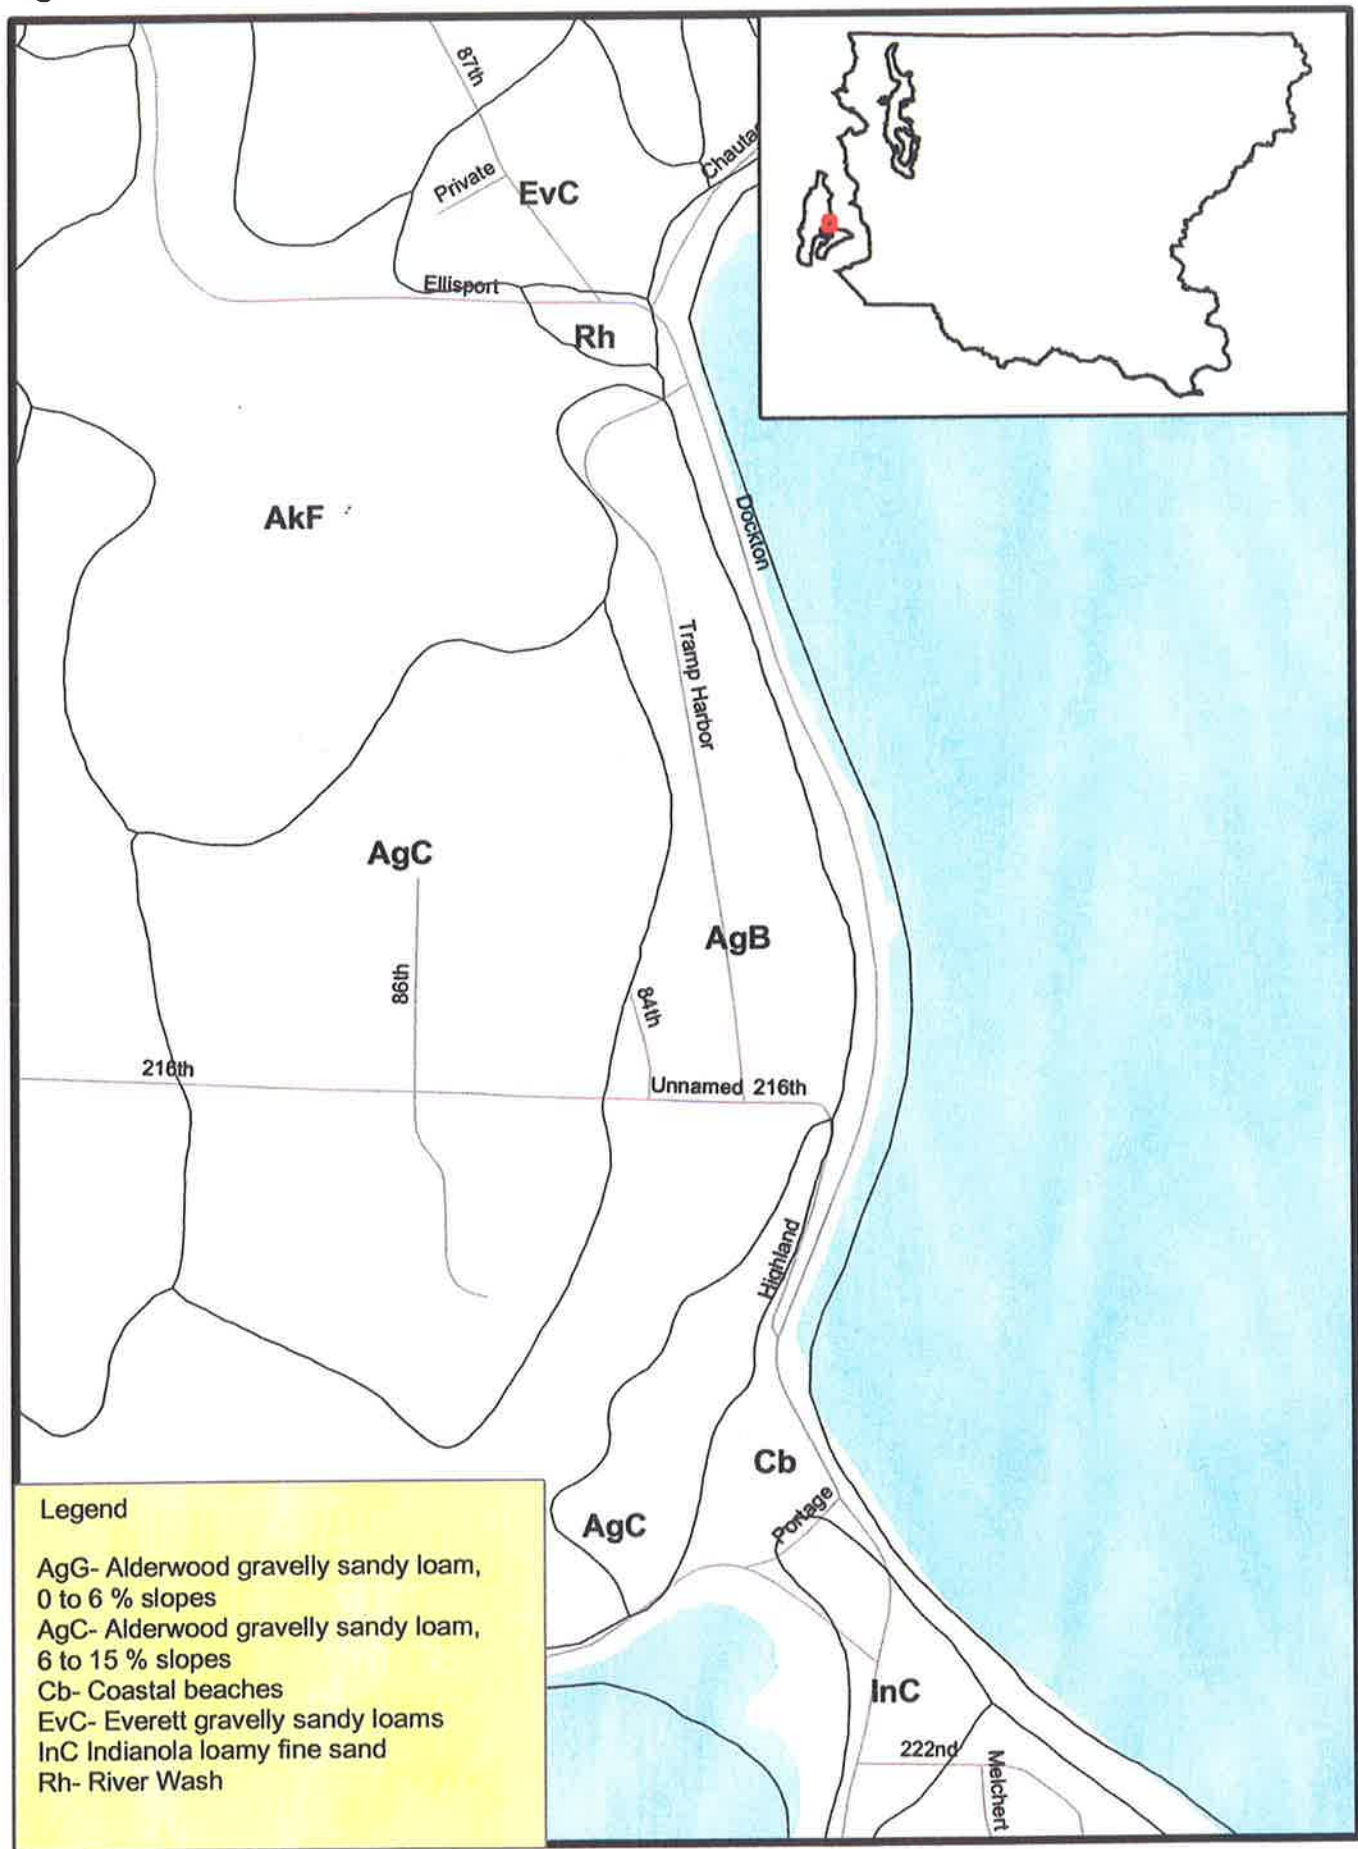 87th
Chauta
Private
EvC
Ellisport
Rh
Dockton
AkF
Tramp Harbor
AgC
AgB
86th
84th
216th
Unnamed 216th
Highland
Cb
Portage
AgC
InC
222nd
Melchert
Legend
AgG- Alderwood gravelly sandy loam,
0 to 6 % slopes
AgC- Alderwood gravelly sandy loam,
6 to 15 % slopes
Cb- Coastal beaches
EvC- Everett gravelly sandy loams
InC Indianola loamy fine sand
Rh- River Wash